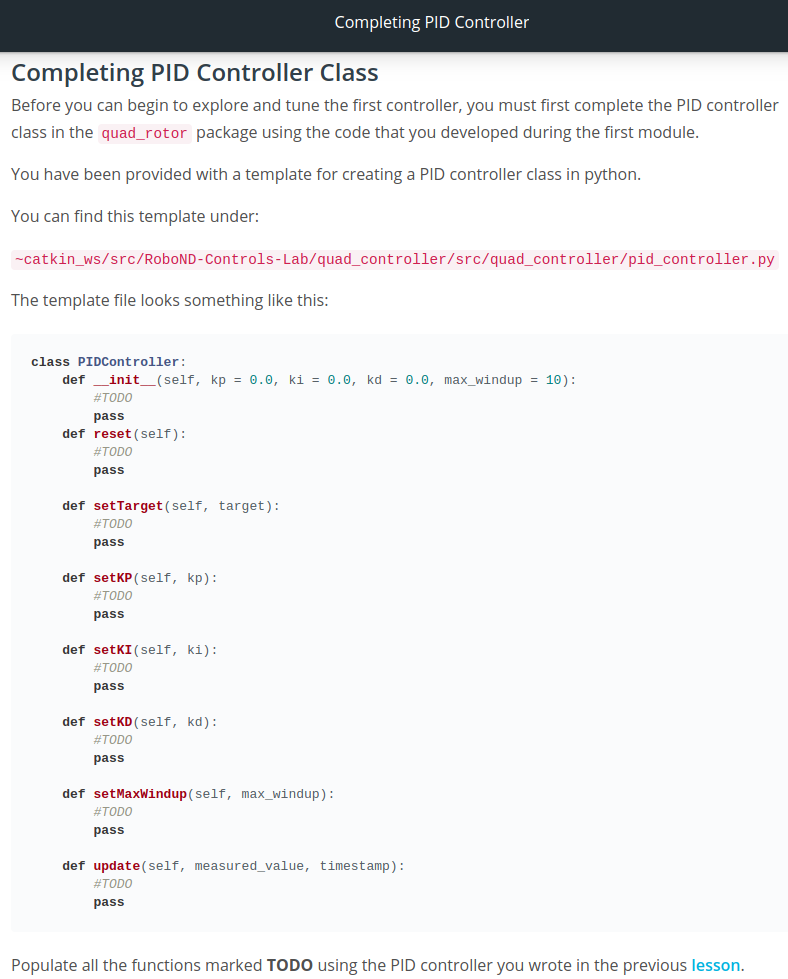 Completing PID Controller
Completing PID Controller Class
Before you can begin to explore and tune the first controller, you must first complete the PID controller
class in the quad_rotor package using the code that you developed during the first module.
You have been provided with a template for creating a PID controller class in python.
You can find this template under:
~catkin_ws/src/RoboND-Controls-Lab/quad_controller/src/quad_controller/pid_controller.py
The template file looks something like this:
class PIDController:
    def __init__(self, kp = 0.0, ki = 0.0, kd = 0.0, max_windup = 10):
        #TODO
        pass
    def reset(self):
        #TODO
        pass
    def setTarget(self, target):
        #TODO
        pass
    def setKP(self, kp):
        #TODO
        pass
    def setKI(self, ki):
        #TODO
        pass
    def setKD(self, kd):
        #TODO
        pass
    def setMaxWindup(self, max_windup):
        #TODO
        pass
    def update(self, measured_value, timestamp):
        #TODO
        pass
Populate all the functions marked TODO using the PID controller you wrote in the previous lesson.